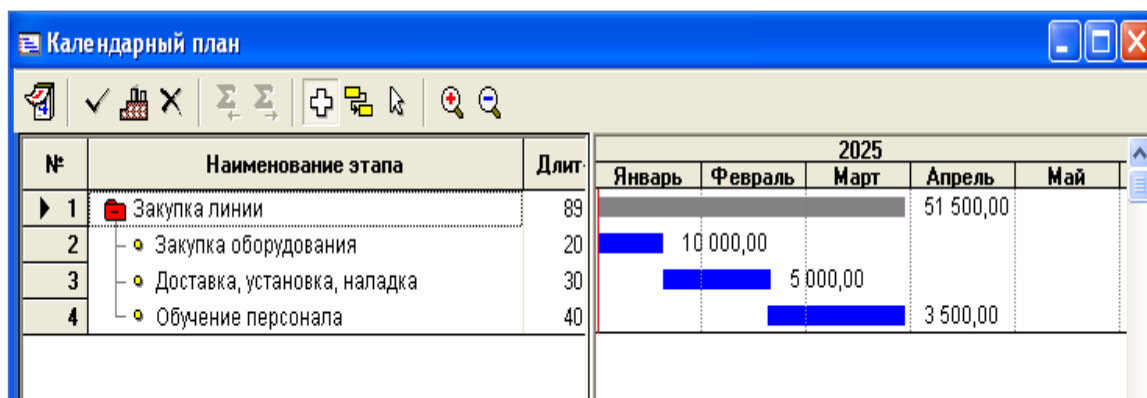 Календарный план
№ Наименование этапа Длит- 2025
Январь Февраль Март Апрель Май
1 Закупка линии 89 51 500,00
2 Закупка оборудования 20 10 000,00
3 Доставка, установка, наладка 30 5 000,00
4 Обучение персонала 40 3 500,00